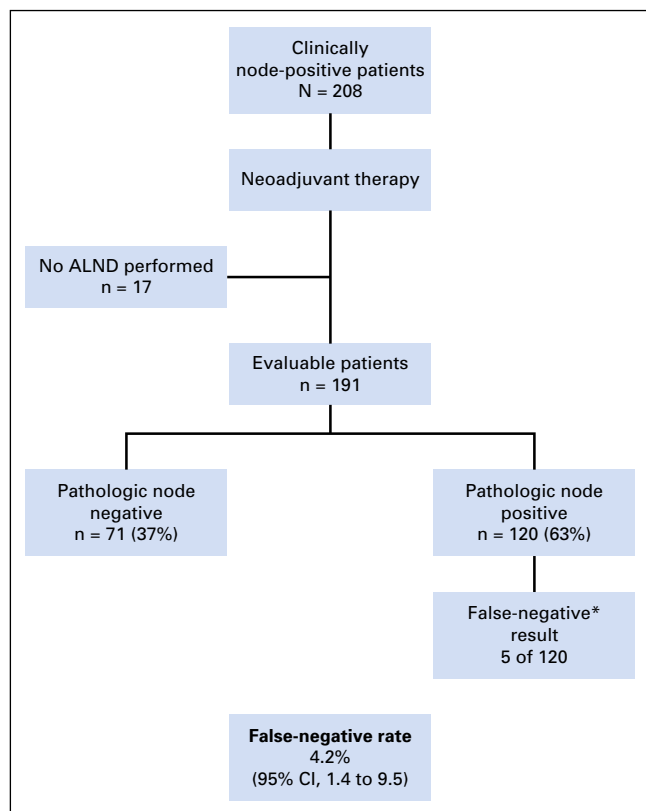 Clinically
node-positive patients
N = 208
Neoadjuvant therapy
No ALND performed
n = 17
Evaluable patients
n = 191
Pathologic node
negative
n = 71 (37%)
Pathologic node
positive
n = 120 (63%)
False-negative*
result
5 of 120
False-negative rate
4.2%
(95% CI, 1.4 to 9.5)